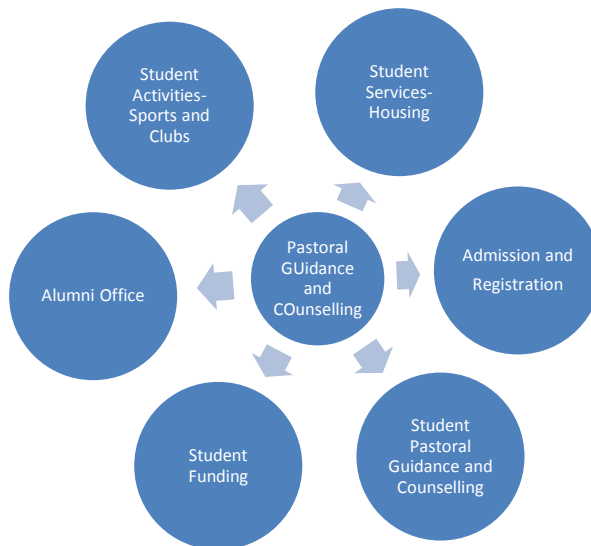 Student
Activities-
Sports and
Clubs
Student
Services-
Housing
Pastoral
GUidance
and
COunselling
Admission and
Registration
Alumni Office
Student
Funding
Student
Pastoral
Guidance and
Counselling